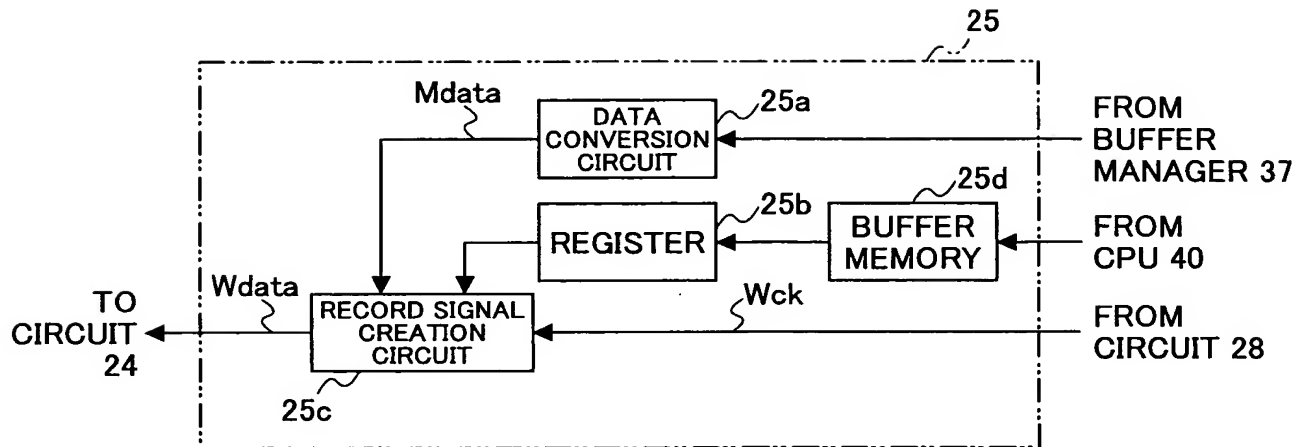 25
Mdata
DATA
CONVERSION
CIRCUIT
25a
FROM
BUFFER
MANAGER 37
REGISTER
25b
BUFFER
MEMORY
25d
FROM
CPU 40
TO
CIRCUIT
24
Wdata
RECORD SIGNAL
CREATION
CIRCUIT
25c
Wck
FROM
CIRCUIT 28